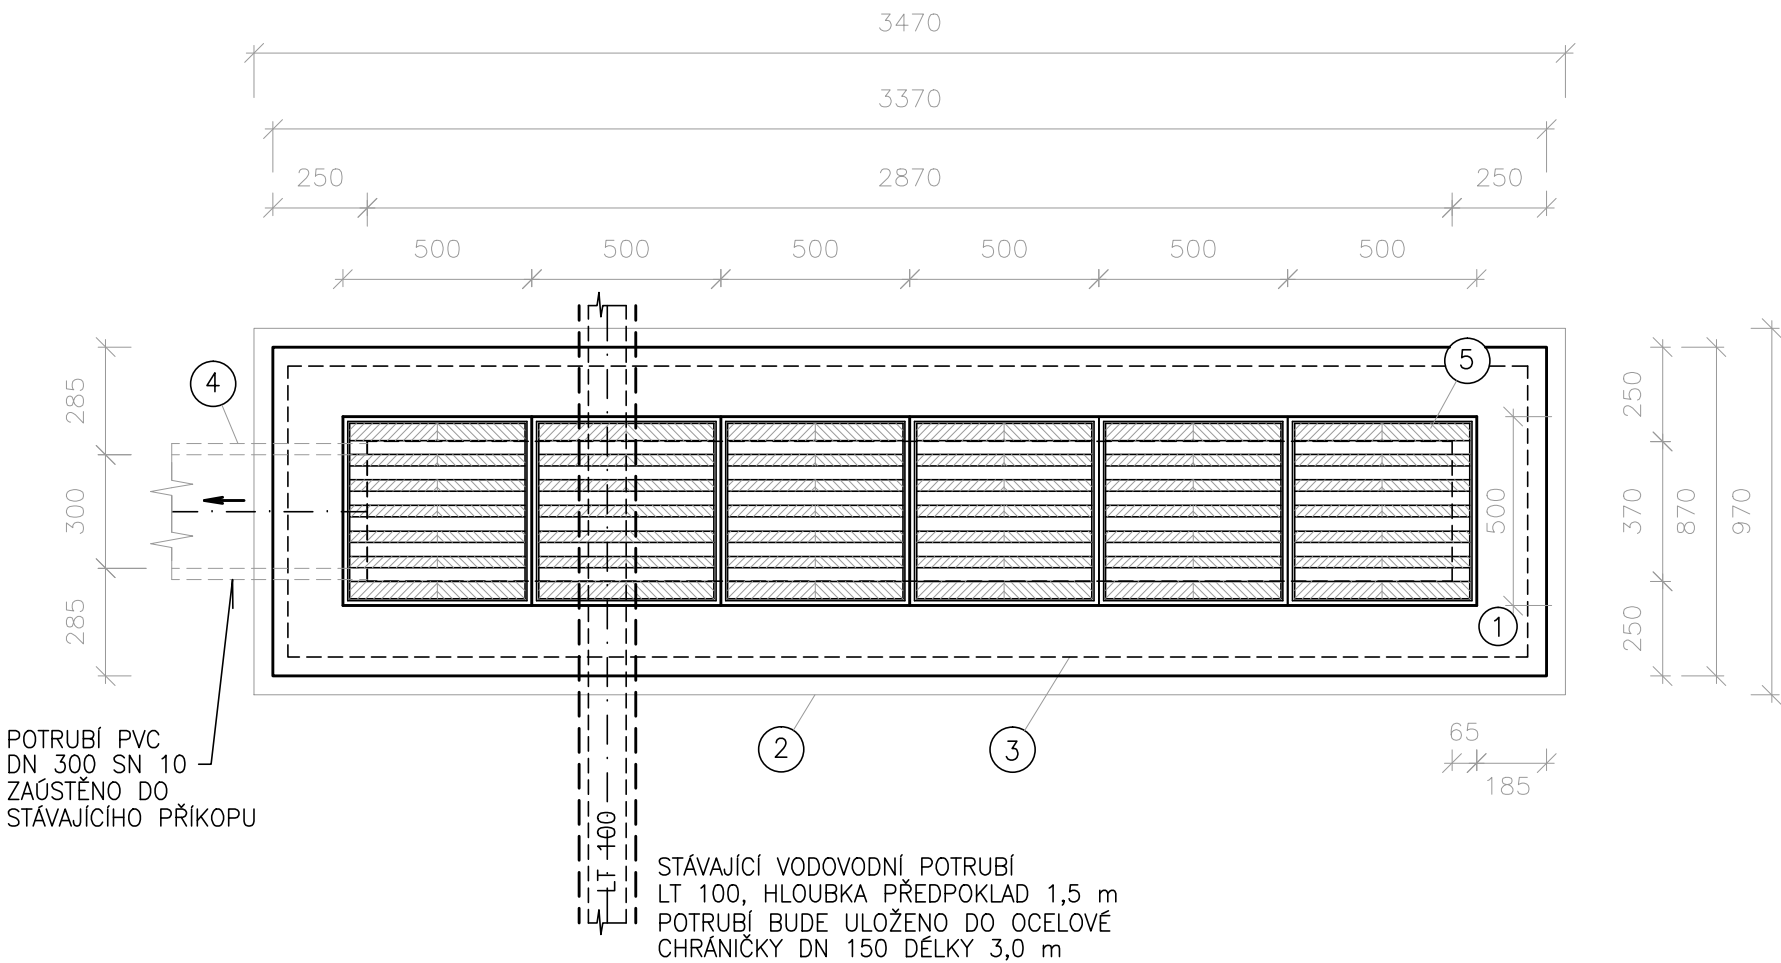 3470
3370
250 2870 250
500 500 500 500 500 500
4
5
285
300
285
250
370
250
870
970
500
1
2
3
65
185
POTRUBÍ PVC
DN 300 SN 10
ZAÚSTĚNO DO
STÁVAJÍCÍHO PŘÍKOPU
LT 100
STÁVAJÍCÍ VODOVODNÍ POTRUBÍ
LT 100, HLOUBKA PŘEDPOKLAD 1,5 m
POTRUBÍ BUDE ULOŽENO DO OCELOVÉ
CHRÁNIČKY DN 150 DÉLKY 3,0 m